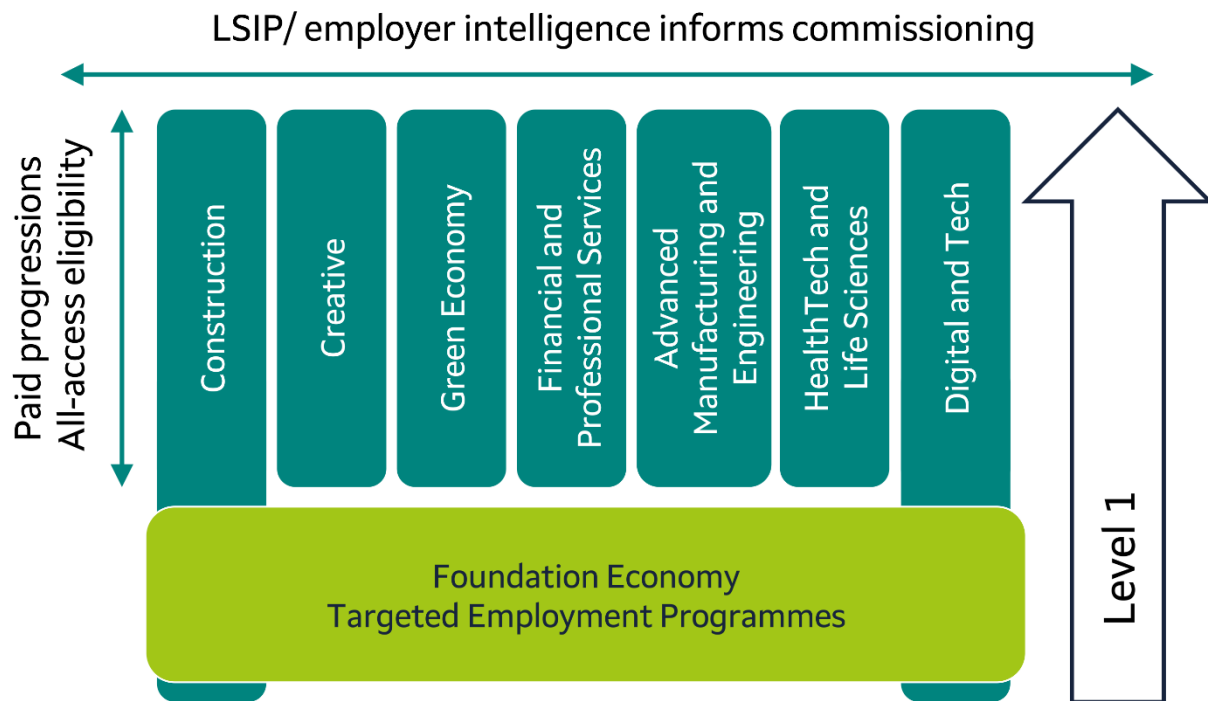 LSIP/ employer intelligence informs commissioning
Paid progressions
All-access eligibility
Construction
Creative
Green Economy
Financial and
Professional Services
Advanced
Manufacturing and
Engineering
HealthTech and
Life Sciences
Digital and Tech
Level 1
Foundation Economy
Targeted Employment Programmes